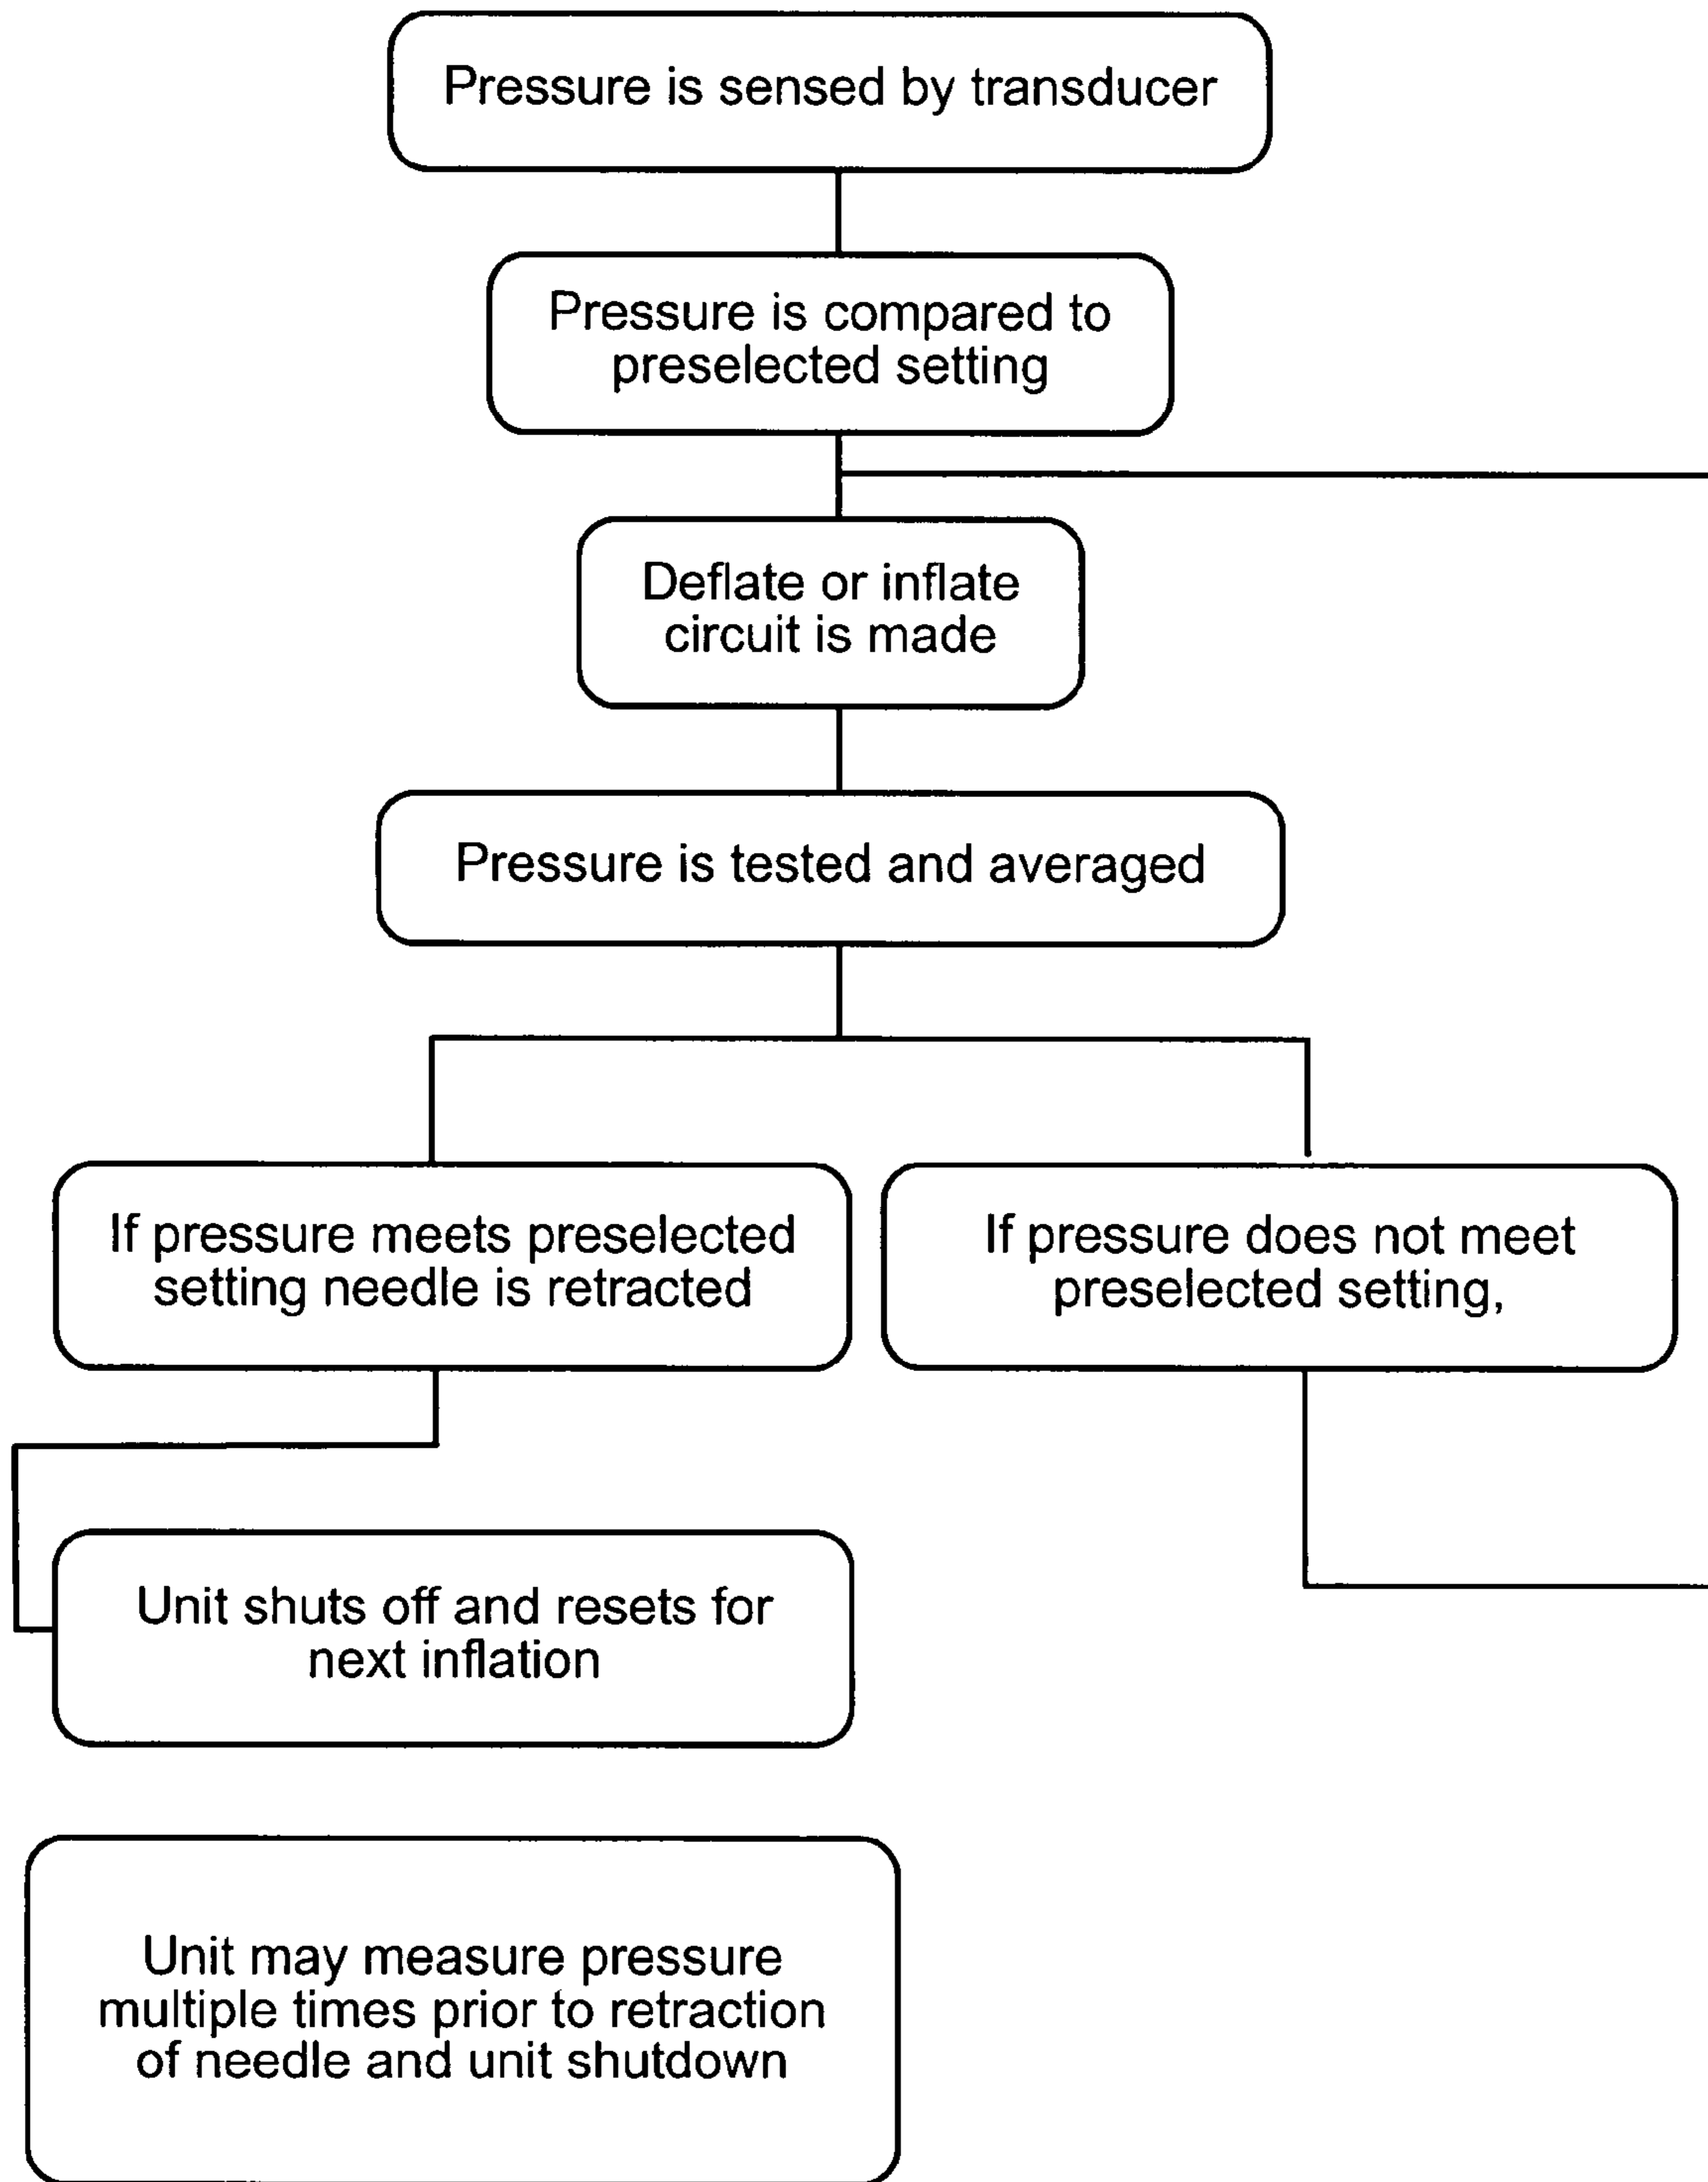 Pressure is sensed by transducer
Pressure is compared to
preselected setting
Deflate or inflate
circuit is made
Pressure is tested and averaged
If pressure meets preselected
setting needle is retracted
If pressure does not meet
preselected setting,
Unit shuts off and resets for
next inflation
Unit may measure pressure
multiple times prior to retraction
of needle and unit shutdown